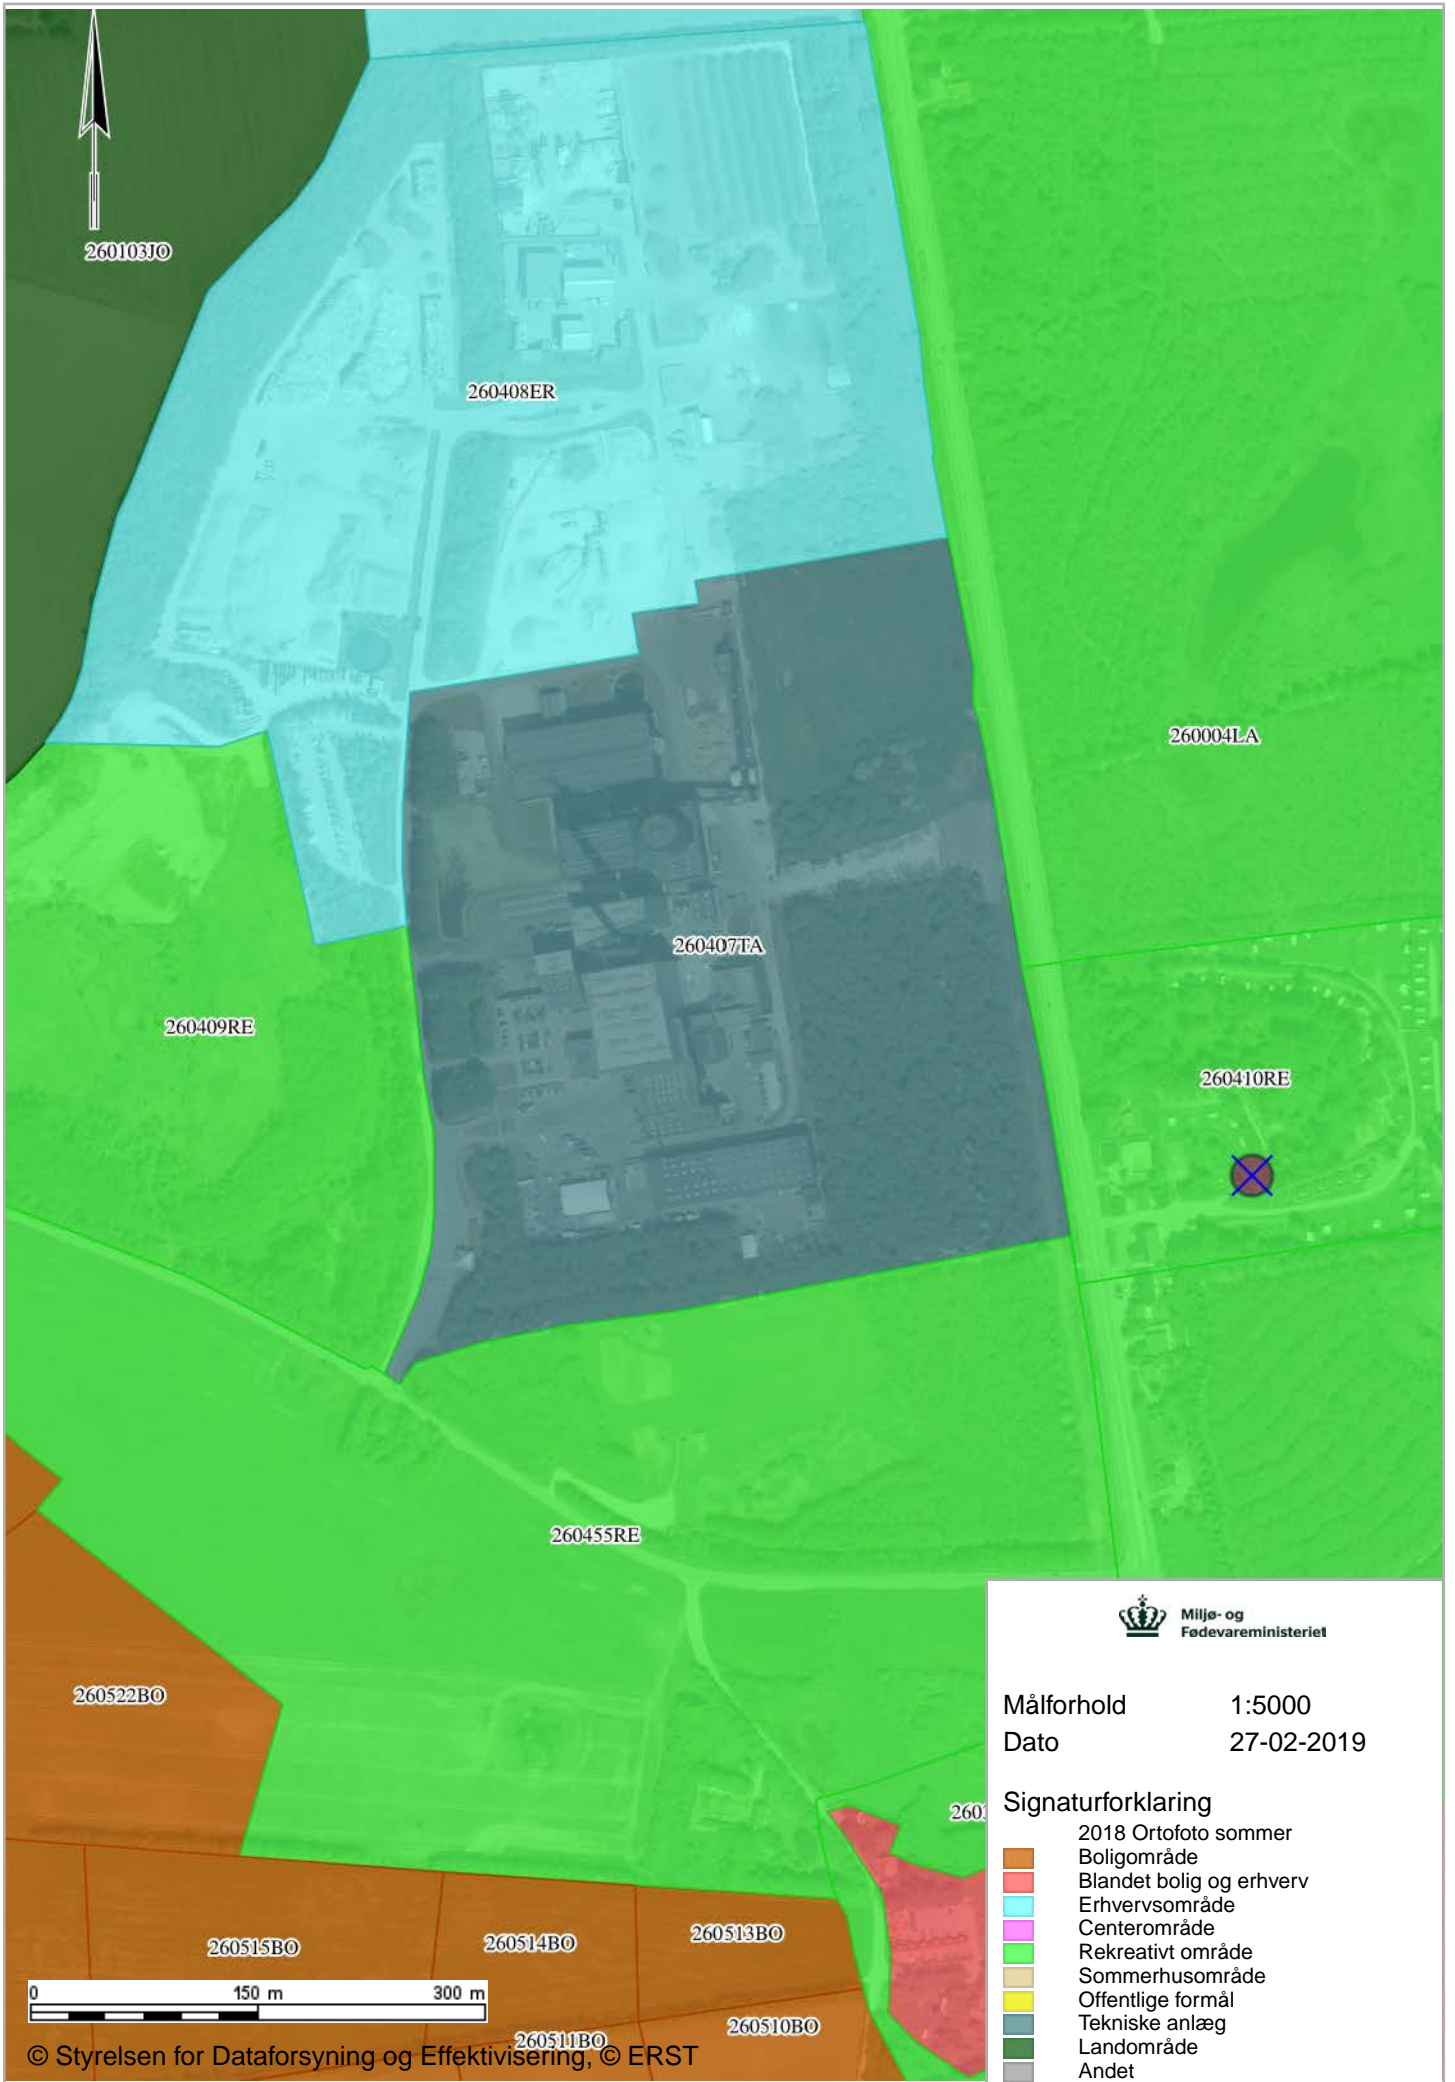 260103JO
260408ER
260004LA
260407TA
260409RE
260410RE
260455RE
260522BO
260515BO
260514BO
260513BO
260511BO
260510BO
0 150 m 300 m
© Styrelsen for Dataforsyning og Effektivisering, © ERST
Miljø- og
Fødevareministeriet
Målforhold 1:5000
Dato 27-02-2019
Signaturforklaring
2018 Ortofoto sommer
Boligområde
Blandet bolig og erhverv
Erhvervsområde
Centerområde
Rekreativt område
Sommerhusområde
Offentlige formål
Tekniske anlæg
Landområde
Andet